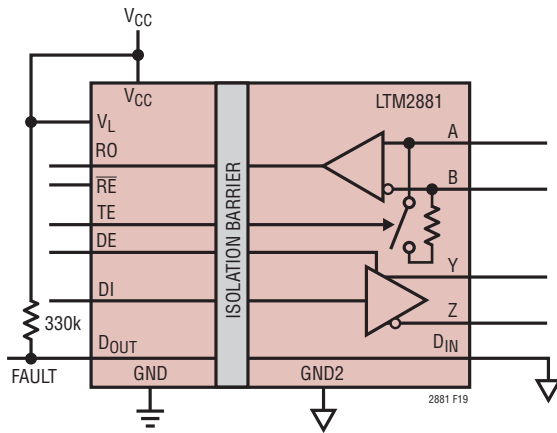 VCC
VCC
LTM2881
VL
A
RO
B
RE
TE
DE
ISOLATION BARRIER
Y
DI
Z
330k
DOUT
DIN
FAULT
GND
GND2
2881 F19